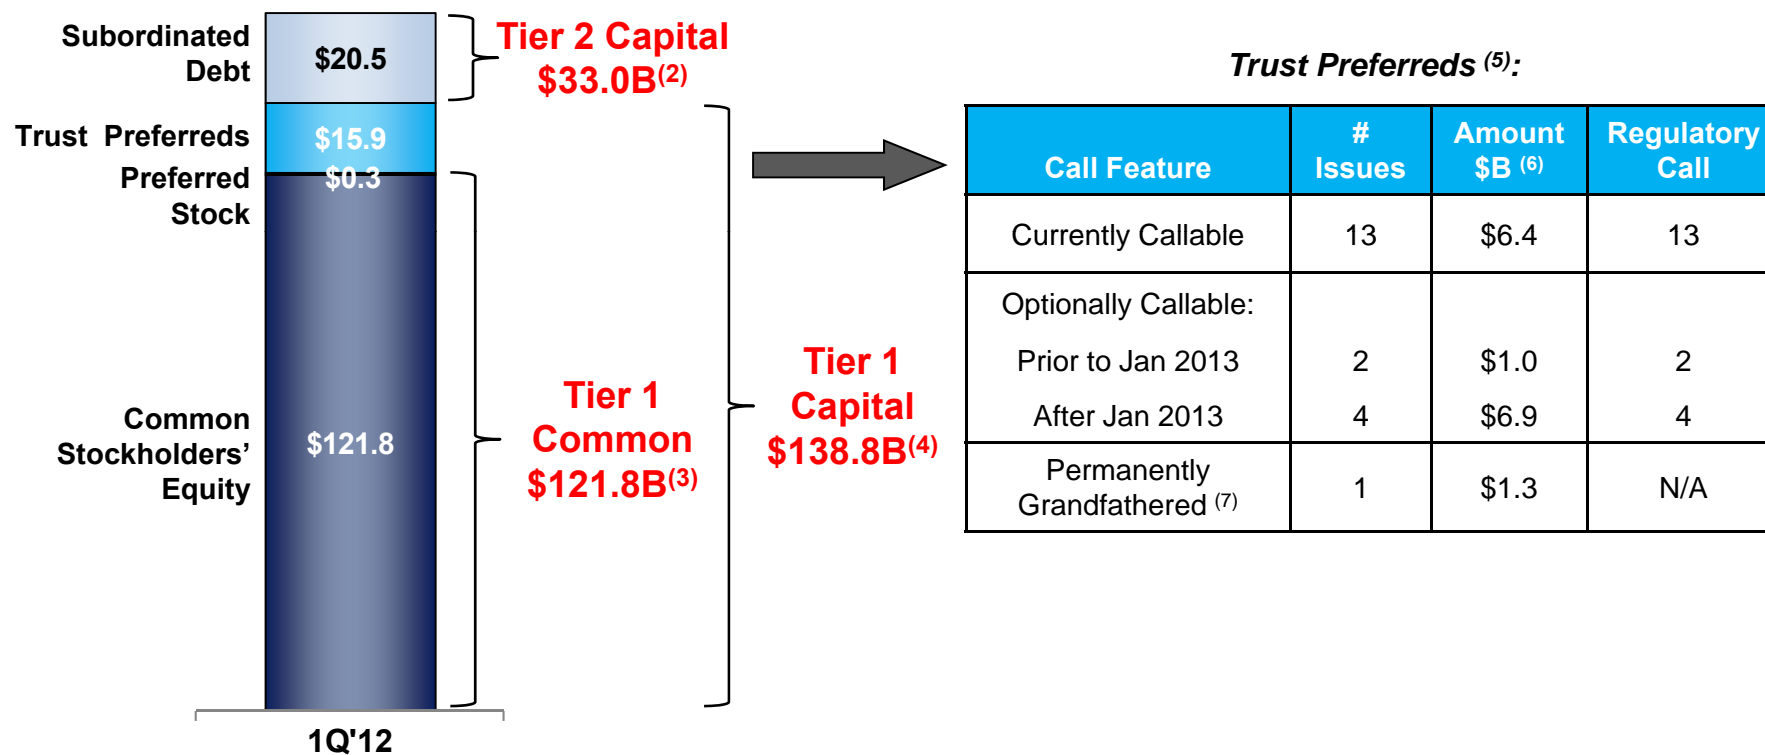 Subordinated
Debt
$20.5
Tier 2 Capital
$33.0B(2)
Trust Preferreds
$15.9
Preferred
Stock
$0.3
Common
Stockholders’
Equity
$121.8
Tier 1
Common
$121.8B(3)
Tier 1
Capital
$138.8B(4)
1Q'12
Trust Preferreds (5):
Call Feature
#
Issues
Amount
$B (6)
Regulatory
Call
Currently Callable 13 $6.4 13
Optionally Callable:
Prior to Jan 2013 2 $1.0 2
After Jan 2013 4 $6.9 4
Permanently
Grandfathered (7) 1 $1.3 N/A